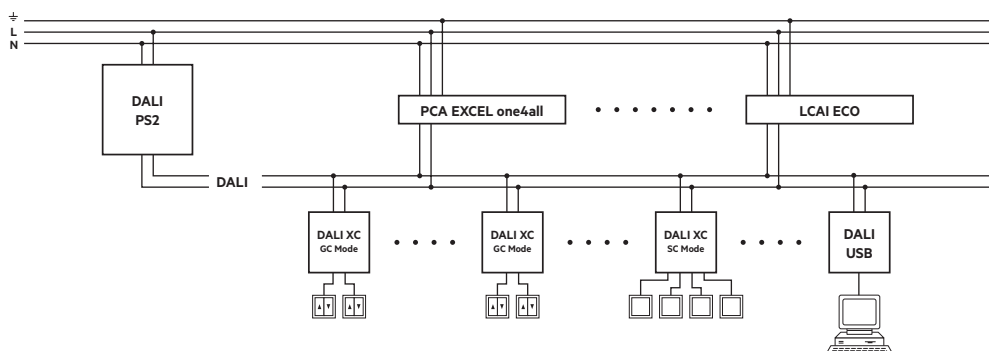 L
N
DALI
PS2
PCA EXCEL one4all
LCAI ECO
DALI
DALI XC
GC Mode
DALI XC
GC Mode
DALI XC
SC Mode
DALI
USB